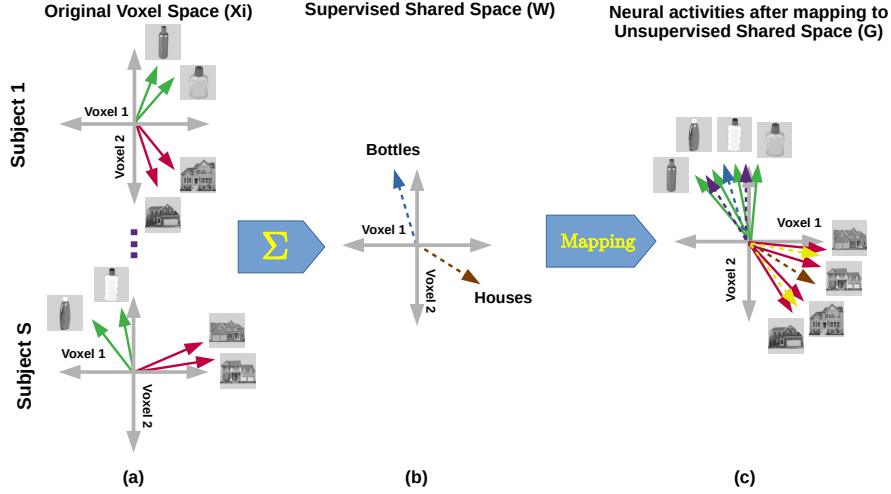 Original Voxel Space (Xi)
Supervised Shared Space (W)
Neural activities after mapping to
Unsupervised Shared Space (G)
Subject 1
Voxel 1
Voxel 2
Subject S
Voxel 1
Voxel 2
Σ
Bottles
Voxel 1
Voxel 2
Houses
Mapping
Voxel 1
Voxel 2
(a)
(b)
(c)